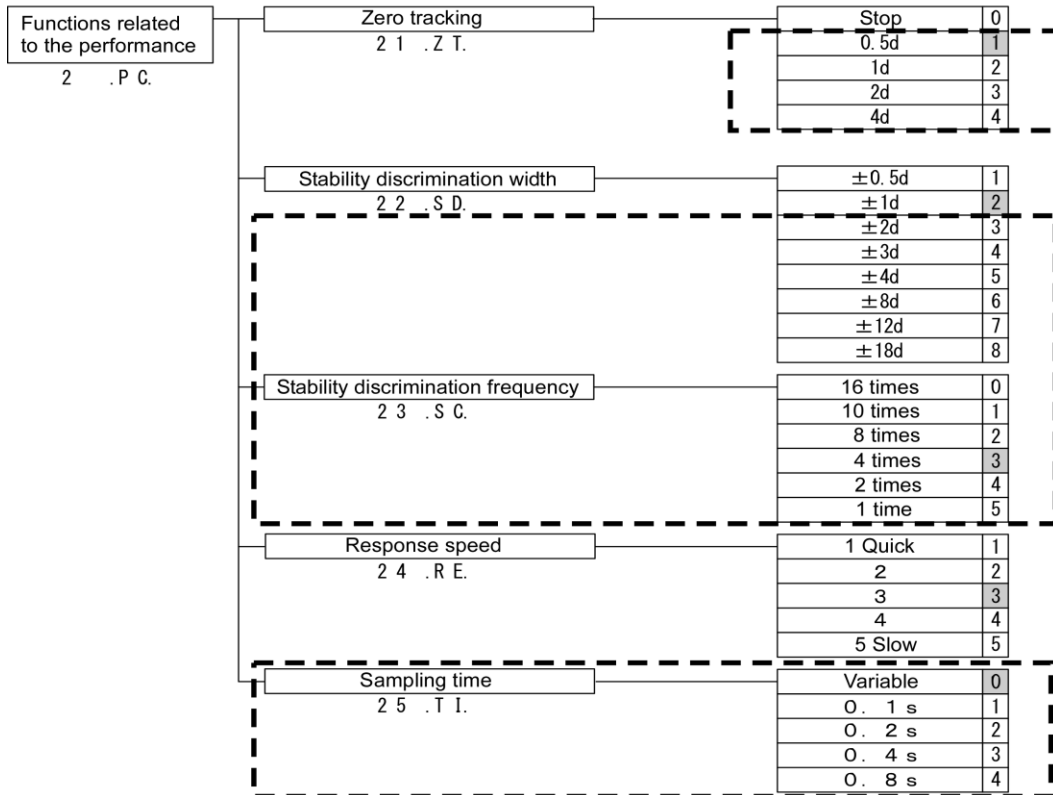 Functions related
to the performance
2 .P C.
Zero tracking
2 1 .Z T.
Stop 0
0.5d 1
1d 2
2d 3
4d 4
Stability discrimination width
2 2 .S D.
±0.5d 1
±1d 2
±2d 3
±3d 4
±4d 5
±8d 6
±12d 7
±18d 8
Stability discrimination frequency
2 3 .S C.
16 times 0
10 times 1
8 times 2
4 times 3
2 times 4
1 time 5
Response speed
2 4 .R E.
1 Quick 1
2 2
3 3
4 4
5 Slow 5
Sampling time
2 5 .T I.
Variable 0
0. 1 s 1
0. 2 s 2
0. 4 s 3
0. 8 s 4